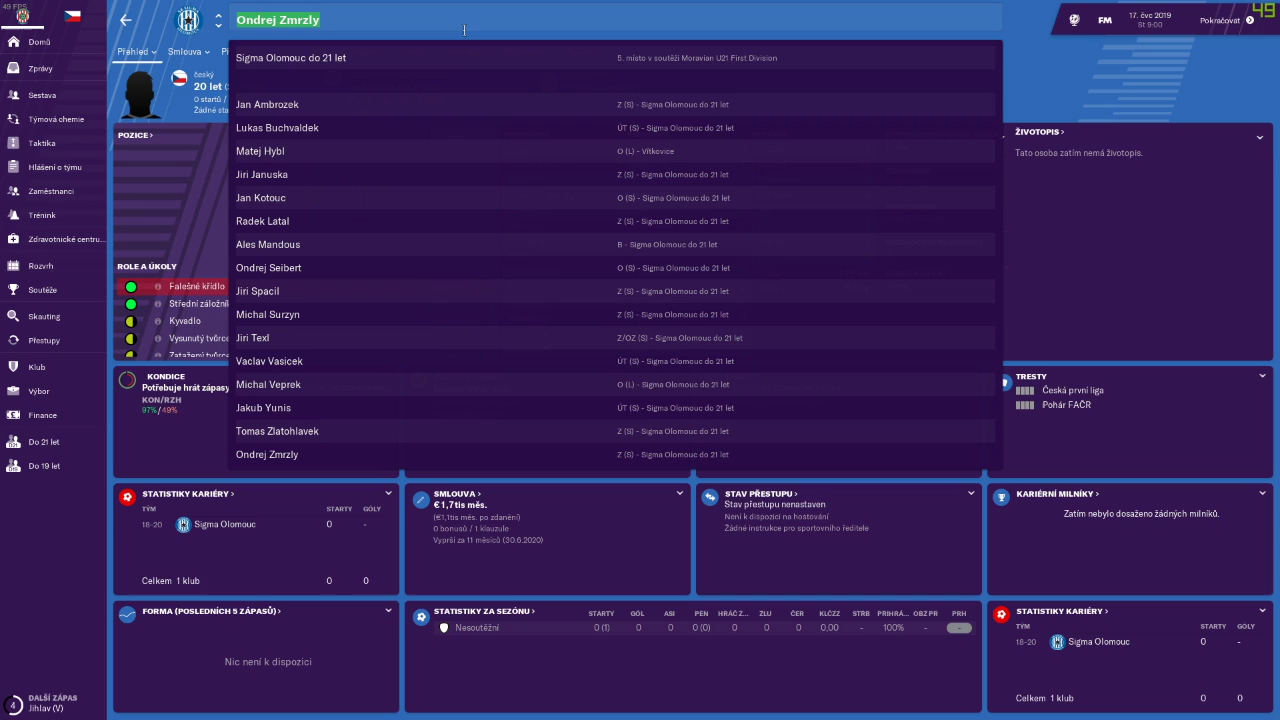 49 FPS
49
Ondrej Zmrzly
17. čvc 2019
St 9:00
FM
Pokračovat
Domů
Zprávy
Sestava
Týmová chemie
Taktika
Hlášení o týmu
Zaměstnanci
Trénink
Zdravotnické centru...
Rozvrh
Soutěže
Skauting
Přestupy
Klub
Výbor
Finance
Do 21 let
Do 19 let
4
DALŠÍ ZÁPAS
Jihlav (V)
Přehled
Smlouva
český
20 let
0 startů /
Žádné sta
POZICE >
ROLE A ÚKOLY
Falešné křídlo
Střední záložník
Kyvadlo
Vysunutý tvůrce
Zatažený tvůrce
Sigma Olomouc do 21 let 5. místo v soutěži Moravian U21 First Division
Jan Ambrozek Z (S) - Sigma Olomouc do 21 let
Lukas Buchvaldek ÚT (S) - Sigma Olomouc do 21 let
Matej Hybl O (L) - Vítkovice
Jiri Januska Z (S) - Sigma Olomouc do 21 let
Jan Kotouc O (S) - Sigma Olomouc do 21 let
Radek Latal Z (S) - Sigma Olomouc do 21 let
Ales Mandous B - Sigma Olomouc do 21 let
Ondrej Seibert O (S) - Sigma Olomouc do 21 let
Jiri Spacil Z (S) - Sigma Olomouc do 21 let
Michal Surzyn Z (S) - Sigma Olomouc do 21 let
Jiri Texl Z/OZ (S) - Sigma Olomouc do 21 let
Vaclav Vasicek ÚT (S) - Sigma Olomouc do 21 let
Michal Veprek O (L) - Sigma Olomouc do 21 let
Jakub Yunis ÚT (S) - Sigma Olomouc do 21 let
Tomas Zlatohlavek Z (S) - Sigma Olomouc do 21 let
Ondrej Zmrzly Z (S) - Sigma Olomouc do 21 let
ŽIVOTOPIS >
Tato osoba zatím nemá životopis.
KONDICE
Potřebuje hrát zápasy
KON/RZH
97% / 49%
TRESTY
Česká první liga
Pohár FAČR
STATISTIKY KARIÉRY >
TÝM STARTY GÓLY
18-20 Sigma Olomouc 0 -
Celkem 1 klub 0 0
SMLOUVA >
€1,7tis měs.
(€1,1tis měs. po zdanění)
0 bonusů / 1 klauzule
Vyprší za 11 měsíců (30.6.2020)
STAV PŘESTUPU >
Stav přestupu nenastaven
Není k dispozici na hostování
Žádné instrukce pro sportovního ředitele
KARIÉRNÍ MILNÍKY >
Zatím nebylo dosaženo žádných milníků.
FORMA (POSLEDNÍCH 5 ZÁPASŮ) >
Nic není k dispozici
STATISTIKY ZA SEZÓNU >
STARTY GÓL ASI PEN HRÁČ Z... ŽLU ČER KLČZZ STRB PŘIHRÁ... OBZ PR PRH
Nesoutěžní 0 (1) 0 0 0 (0) 0 0 0 0,00 - 100% - -
STATISTIKY KARIÉRY >
TÝM STARTY GÓLY
18-20 Sigma Olomouc 0 -
Celkem 1 klub 0 0